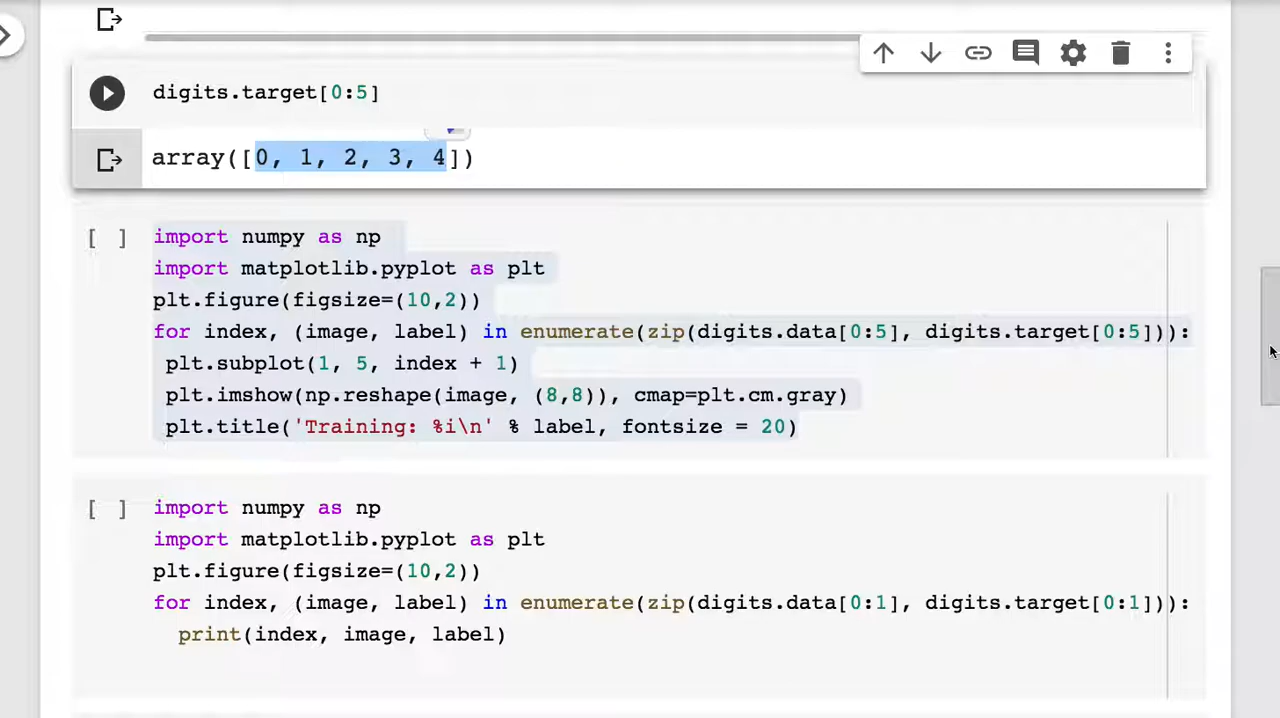 digits.target[0:5]
array([0, 1, 2, 3, 4])
[ ]
import numpy as np
import matplotlib.pyplot as plt
plt.figure(figsize=(10,2))
for index, (image, label) in enumerate(zip(digits.data[0:5], digits.target[0:5])):
 plt.subplot(1, 5, index + 1)
 plt.imshow(np.reshape(image, (8,8)), cmap=plt.cm.gray)
 plt.title('Training: %i\n' % label, fontsize = 20)
[ ]
import numpy as np
import matplotlib.pyplot as plt
plt.figure(figsize=(10,2))
for index, (image, label) in enumerate(zip(digits.data[0:1], digits.target[0:1])):
  print(index, image, label)